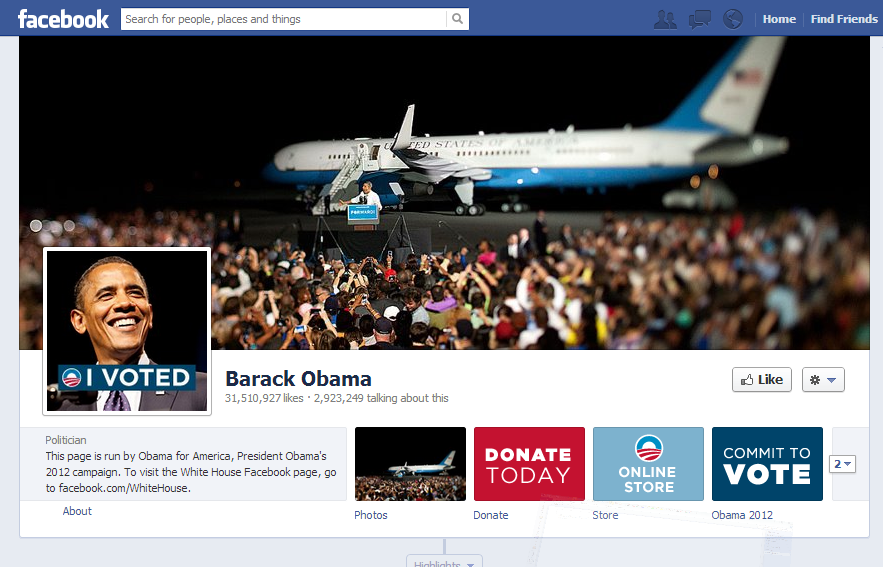 facebook
Search for people, places and things
Home
Find Friends
UNITED STATES OF AMERICA
FORWARD
I VOTED
Barack Obama
31,510,927 likes · 2,923,249 talking about this
Like
Politician
This page is run by Obama for America, President Obama's
2012 campaign. To visit the White House Facebook page, go
to facebook.com/WhiteHouse.
About
DONATE
TODAY
ONLINE
STORE
COMMIT TO
VOTE
2
Photos
Donate
Store
Obama 2012
Highlights